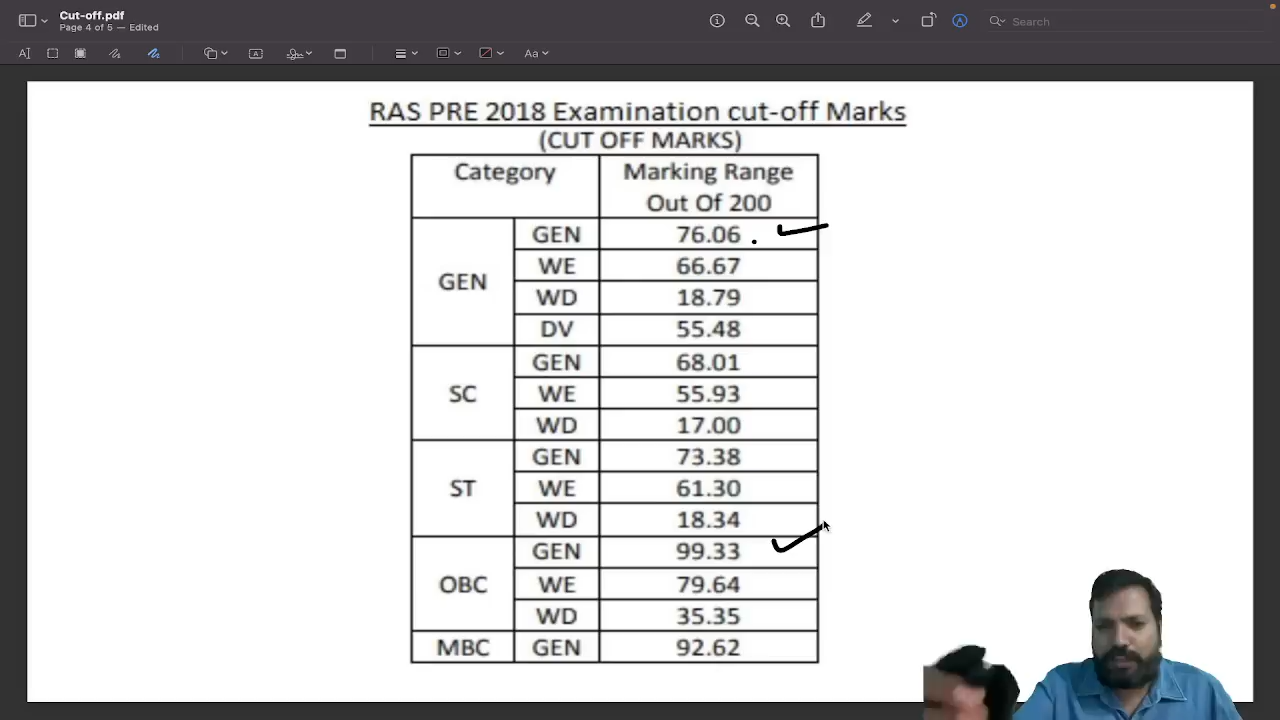 Cut-off.pdf
Page 4 of 5 — Edited
Search
Aa
RAS PRE 2018 Examination cut-off Marks
(CUT OFF MARKS)
Category Marking Range Out Of 200
GEN GEN 76.06
WE 66.67
WD 18.79
DV 55.48
SC GEN 68.01
WE 55.93
WD 17.00
ST GEN 73.38
WE 61.30
WD 18.34
OBC GEN 99.33
WE 79.64
WD 35.35
MBC GEN 92.62